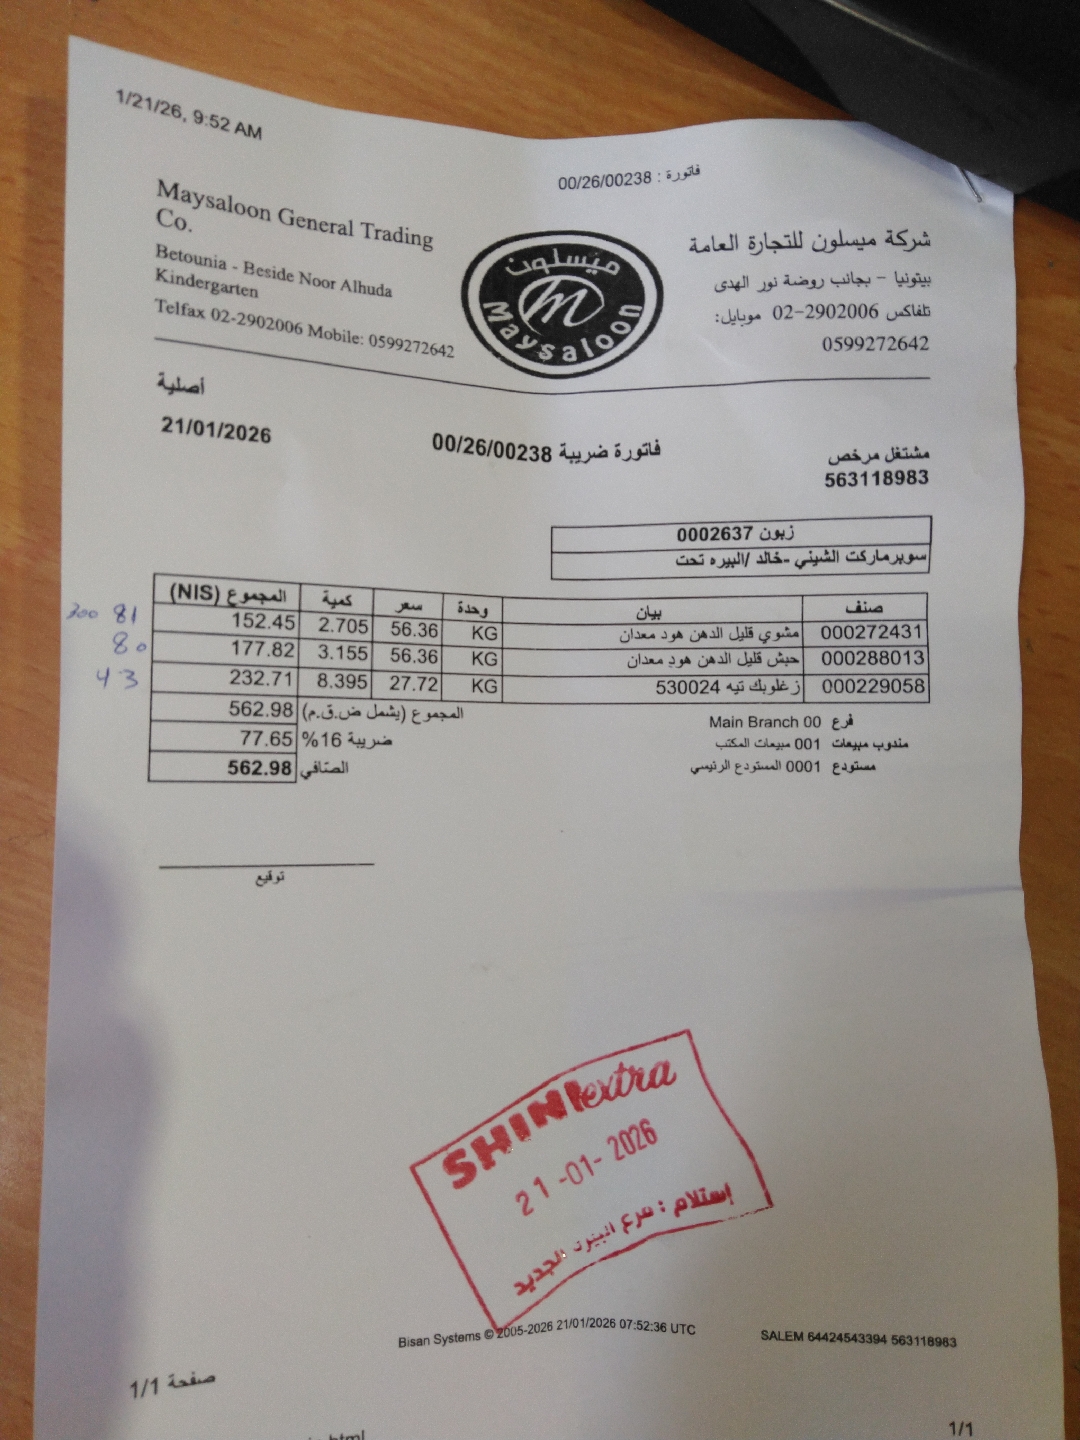 1/21/26, 9:52 AM
فاتورة : 00/26/00238
Maysaloon General Trading
Co.
Betounia - Beside Noor Alhuda
Kindergarten
Telfax 02-2902006 Mobile: 0599272642
ميسلون
Maysaloon
شركة ميسلون للتجارة العامة
بيتونيا - بجانب روضة نور الهدى
تلفاكس 2902006-02 موبايل:
0599272642
أصلية
21/01/2026
فاتورة ضريبة 00/26/00238
مشتغل مرخص
563118983
زبون 0002637
سوبرماركت الشيني -خالد /البيره تحت
صنف بيان وحدة سعر كمية المجموع (NIS)
000272431 مشوي قليل الدهن هود معدان KG 56.36 2.705 152.45
300 81
000288013 حبش قليل الدهن هود معدان KG 56.36 3.155 177.82
80
000229058 زغلوبك تيه 530024 KG 27.72 8.395 232.71
43
المجموع (يشمل ض.ق.م) 562.98
ضريبة 16% 77.65
الصّافي 562.98
فرع 00 Main Branch
مندوب مبيعات 001 مبيعات المكتب
مستودع 0001 المستودع الرئيسي
توقيع
SHINI extra
21-01-2026
إستلام : فرع البيرة الجديد
Bisan Systems © 2005-2026 21/01/2026 07:52:36 UTC
SALEM 64424543394 563118983
صفحة 1/1
1/1